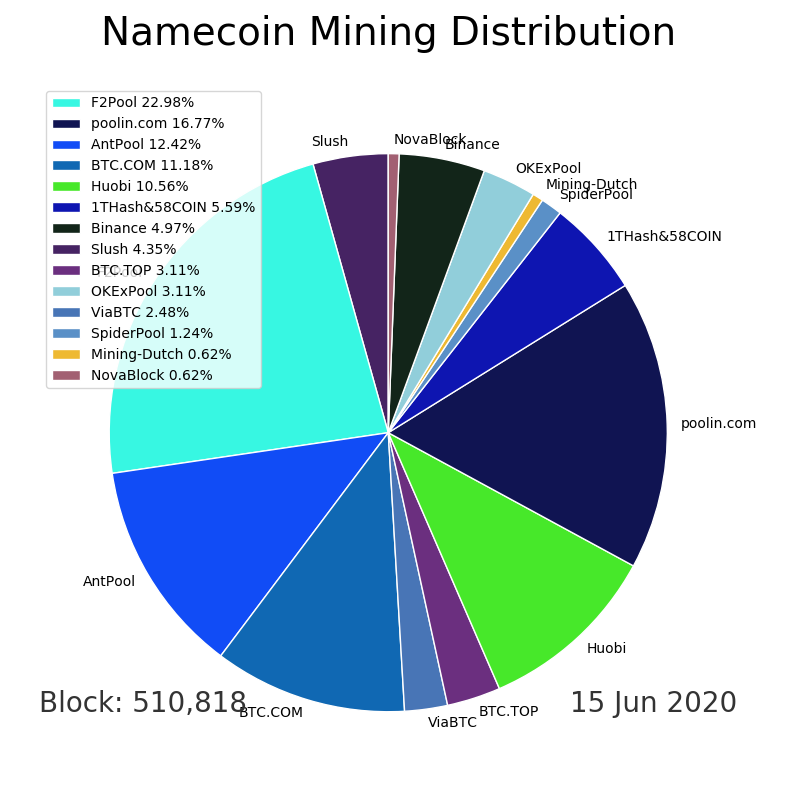 Namecoin Mining Distribution
F2Pool 22.98%
poolin.com 16.77%
AntPool 12.42%
BTC.COM 11.18%
Huobi 10.56%
1THash&58COIN 5.59%
Binance 4.97%
Slush 4.35%
BTC.TOP 3.11%
OKExPool 3.11%
ViaBTC 2.48%
SpiderPool 1.24%
Mining-Dutch 0.62%
NovaBlock 0.62%
Slush
NovaBlock
Binance
OKExPool
Mining-Dutch
SpiderPool
1THash&58COIN
poolin.com
AntPool
Huobi
BTC.COM
ViaBTC
BTC.TOP
Block: 510,818
15 Jun 2020